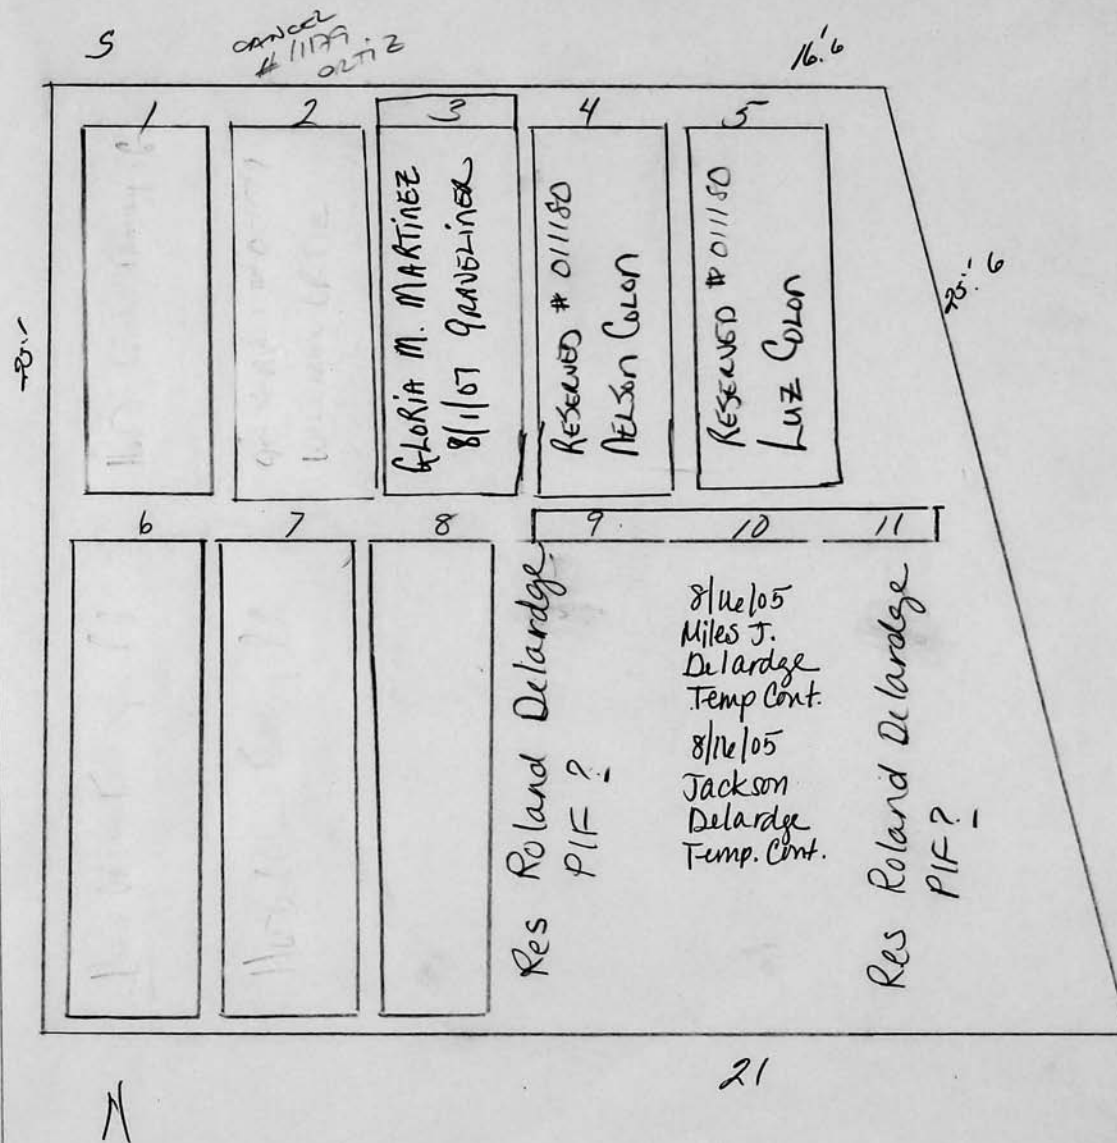 S
CANCEL
# 11179
ORTIZ
16'.6
1
2
3
4
5
GLORIA M. MARTINEZ
8/1/07 GRAVELINER
RESERVED # 011180
NELSON COLON
RESERVED # 011180
LUZ COLON
25'.6
6
7
8
9.
10
11
Res Roland Delardge
PIF ?
8/16/05
Miles J.
Delardge
Temp Cont.
8/16/05
Jackson
Delardge
Temp. Cont.
Res Roland Delardge
PIF ?
21
N